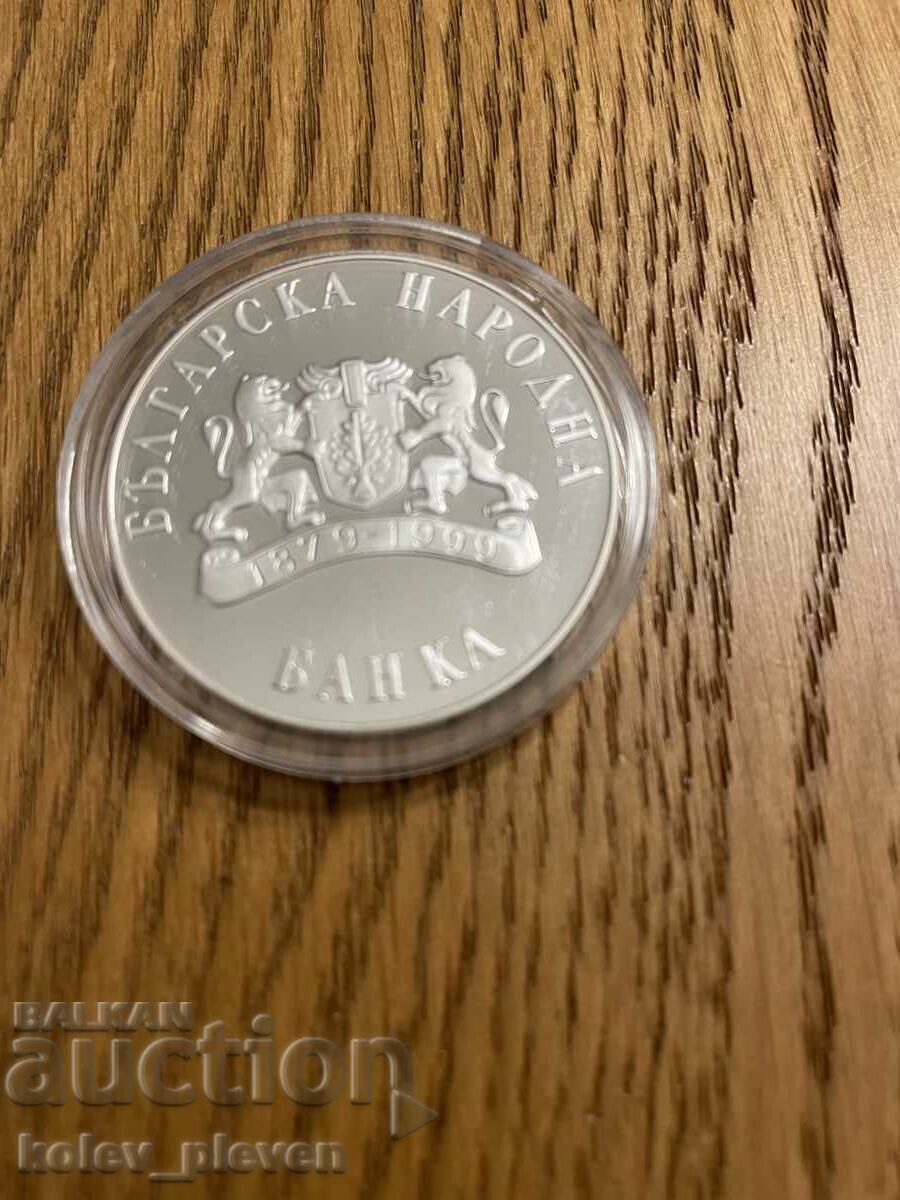 БЪЛГАРСКА НАРОДНА
1879-1999
БАНКА
BALKAN
auction
kolev_pleven